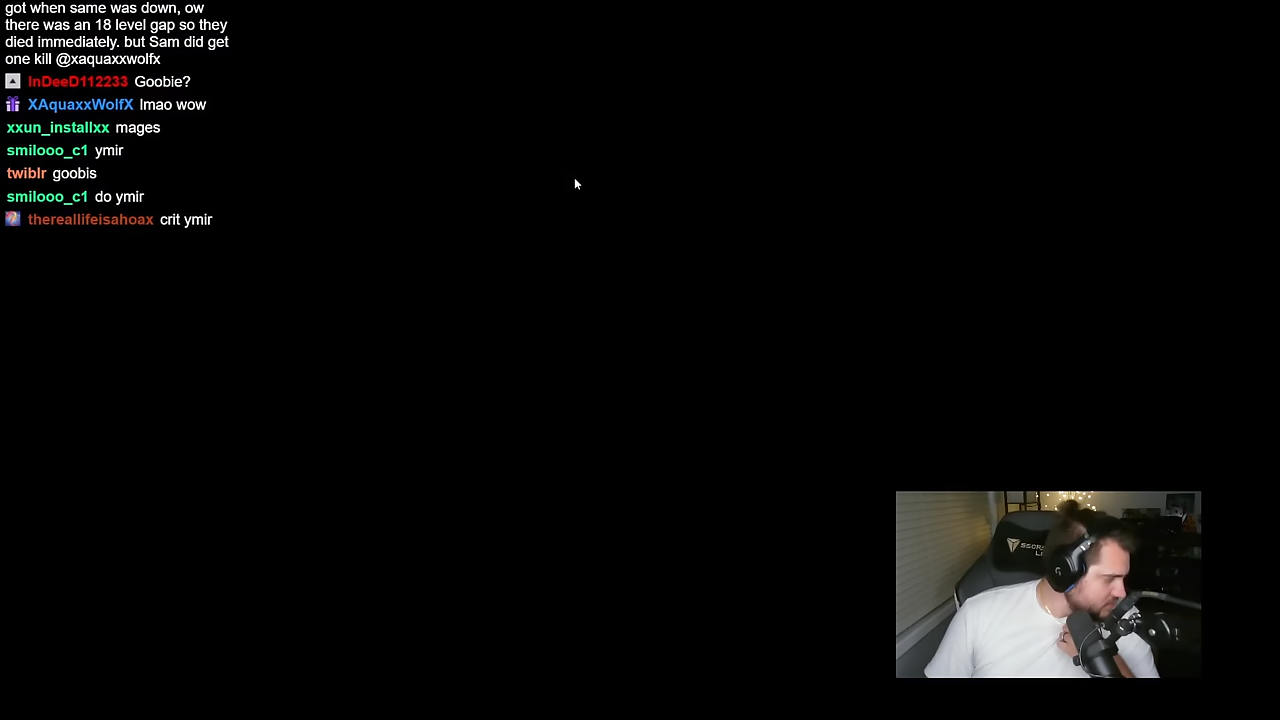 got when same was down, ow
there was an 18 level gap so they
died immediately. but Sam did get
one kill @xaquaxxwolfx
InDeeD112233 Goobie?
XAquaxxWolfX lmao wow
xxun_installxx mages
smilooo_c1 ymir
twiblr goobis
smilooo_c1 do ymir
thereallifeisahoax crit ymir